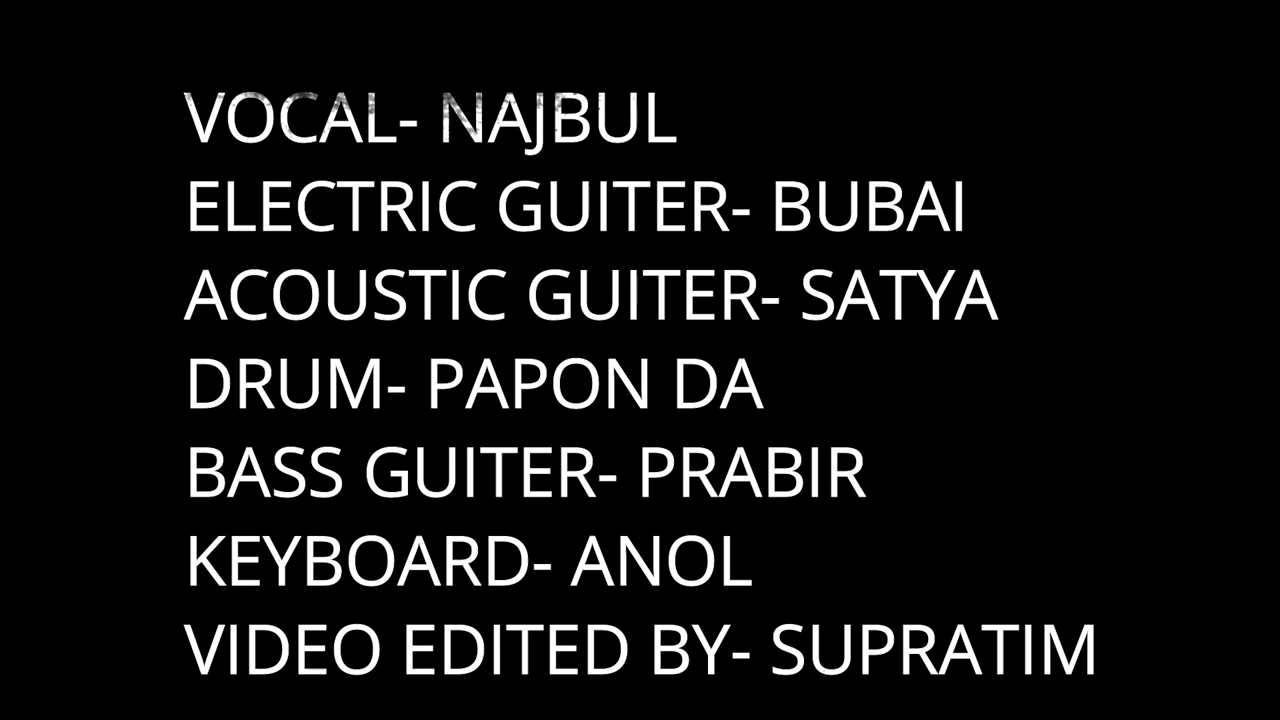 VOCAL- NAJBUL
ELECTRIC GUITER- BUBAI
ACOUSTIC GUITER- SATYA
DRUM- PAPON DA
BASS GUITER- PRABIR
KEYBOARD- ANOL
VIDEO EDITED BY- SUPRATIM